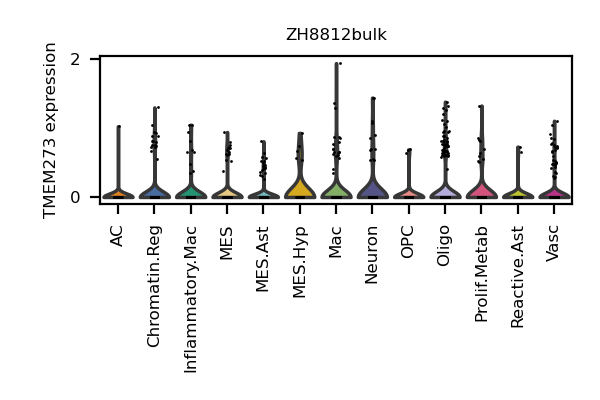 ZH8812bulk
TMEM273 expression
2
0
AC
Chromatin.Reg
Inflammatory.Mac
MES
MES.Ast
MES.Hyp
Mac
Neuron
OPC
Oligo
Prolif.Metab
Reactive.Ast
Vasc